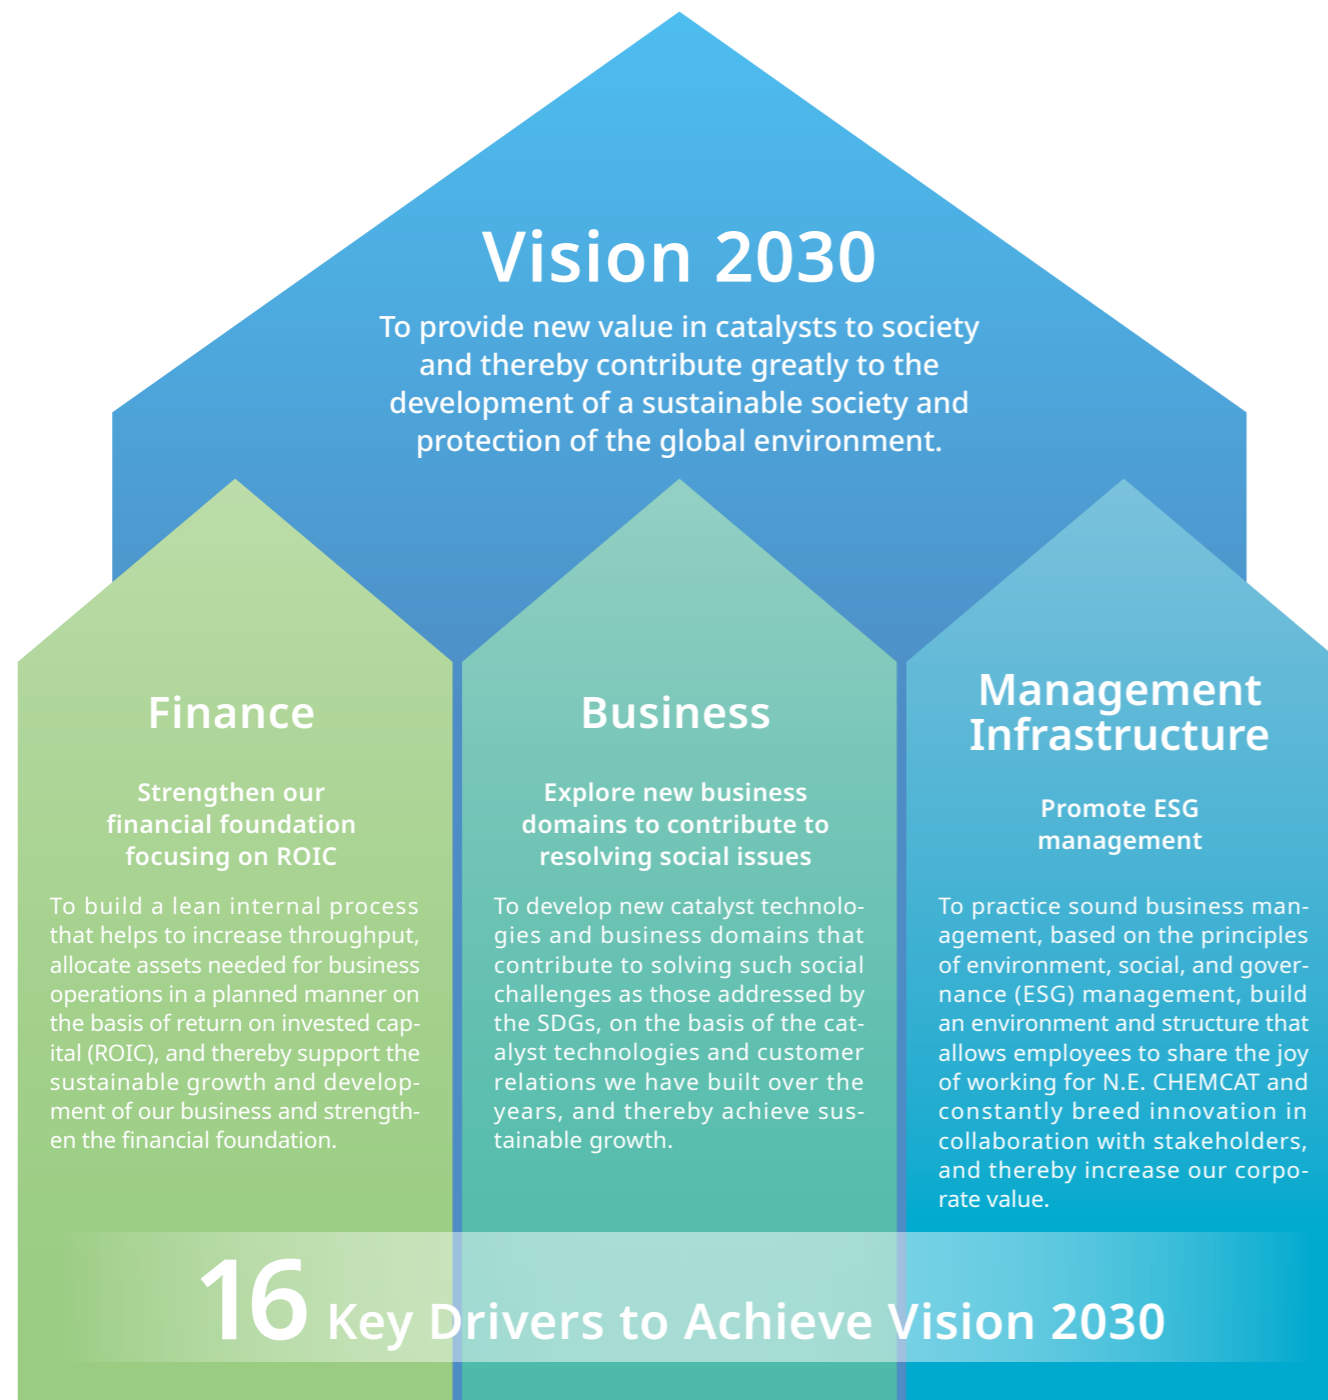 Vision 2030
To provide new value in catalysts to society
and thereby contribute greatly to the
development of a sustainable society and
protection of the global environment.
Finance
Strengthen our
financial foundation
focusing on ROIC
To build a lean internal process
that helps to increase throughput,
allocate assets needed for business
operations in a planned manner on
the basis of return on invested cap-
ital (ROIC), and thereby support the
sustainable growth and develop-
ment of our business and strength-
en the financial foundation.
Business
Explore new business
domains to contribute to
resolving social issues
To develop new catalyst technolo-
gies and business domains that
contribute to solving such social
challenges as those addressed by
the SDGs, on the basis of the cat-
alyst technologies and customer
relations we have built over the
years, and thereby achieve sus-
tainable growth.
Management
Infrastructure
Promote ESG
management
To practice sound business man-
agement, based on the principles
of environment, social, and gover-
nance (ESG) management, build
an environment and structure that
allows employees to share the joy
of working for N.E. CHEMCAT and
constantly breed innovation in
collaboration with stakeholders,
and thereby increase our corpo-
rate value.
16 Key Drivers to Achieve Vision 2030